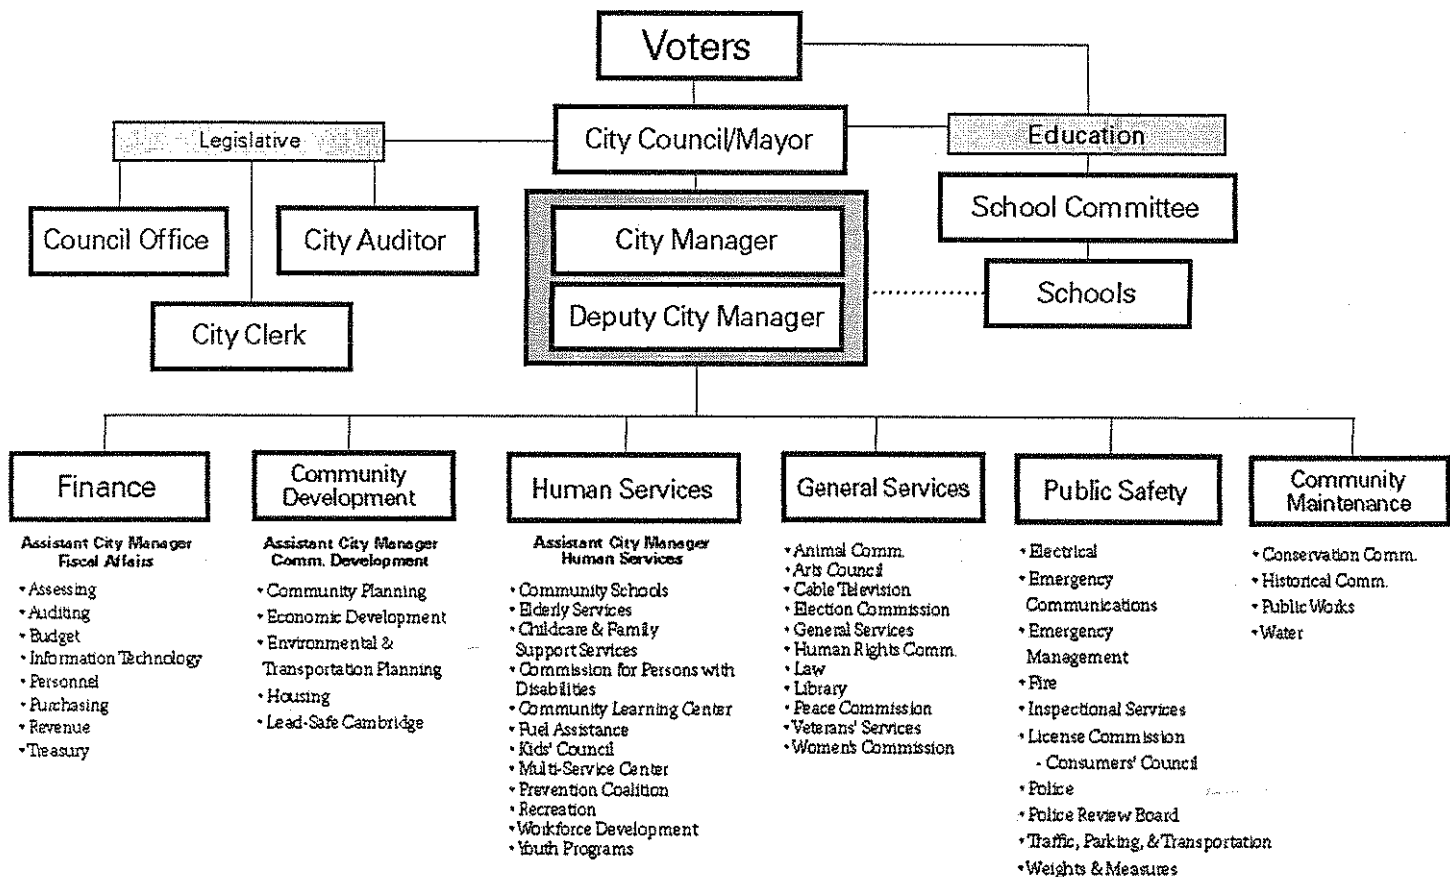 Voters
Legislative
City Council/Mayor
Education
Council Office
City Auditor
City Clerk
City Manager
Deputy City Manager
School Committee
Schools
Finance
Assistant City Manager
Fiscal Affairs
• Assessing
• Auditing
• Budget
• Information Technology
• Personnel
• Purchasing
• Revenue
• Treasury
Community
Development
Assistant City Manager
Comm. Development
• Community Planning
• Economic Development
• Environmental &
Transportation Planning
• Housing
• Lead-Safe Cambridge
Human Services
Assistant City Manager
Human Services
• Community Schools
• Elderly Services
• Childcare & Family
Support Services
• Commission for Persons with
Disabilities
• Community Learning Center
• Fuel Assistance
• Kids' Council
• Multi-Service Center
• Prevention Coalition
• Recreation
• Workforce Development
• Youth Programs
General Services
• Animal Comm.
• Arts Council
• Cable Television
• Election Commission
• General Services
• Human Rights Comm.
• Law
• Library
• Peace Commission
• Veterans' Services
• Women's Commission
Public Safety
• Electrical
• Emergency
Communications
• Emergency
Management
• Fire
• Inspectional Services
• License Commission
- Consumers' Council
• Police
• Police Review Board
• Traffic, Parking, & Transportation
• Weights & Measures
Community
Maintenance
• Conservation Comm.
• Historical Comm.
• Public Works
• Water